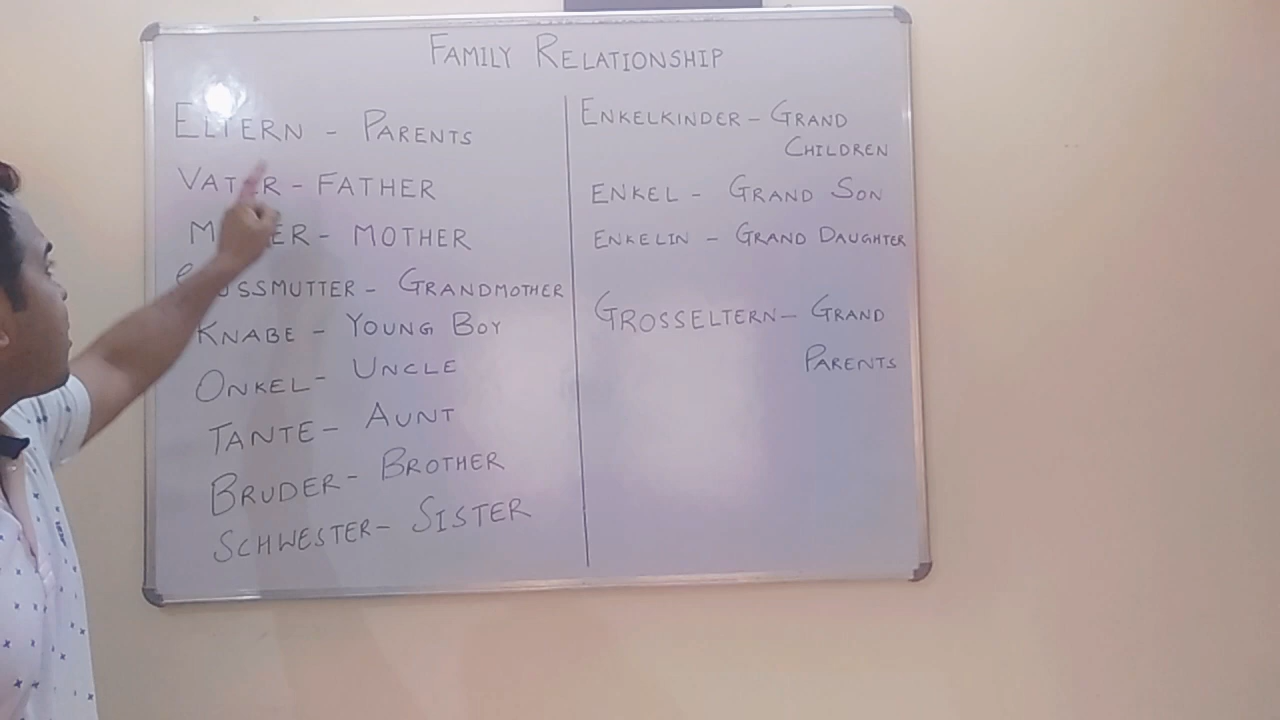 FAMILY RELATIONSHIP
ELTERN - PARENTS
VATER - FATHER
- MOTHER
- GRANDMOTHER
KNABE - YOUNG BOY
ONKEL - UNCLE
TANTE - AUNT
BRUDER - BROTHER
SCHWESTER - SISTER
ENKELKINDER - GRAND
CHILDREN
ENKEL - GRAND SON
ENKELIN - GRAND DAUGHTER
GROSSELTERN - GRAND
PARENTS